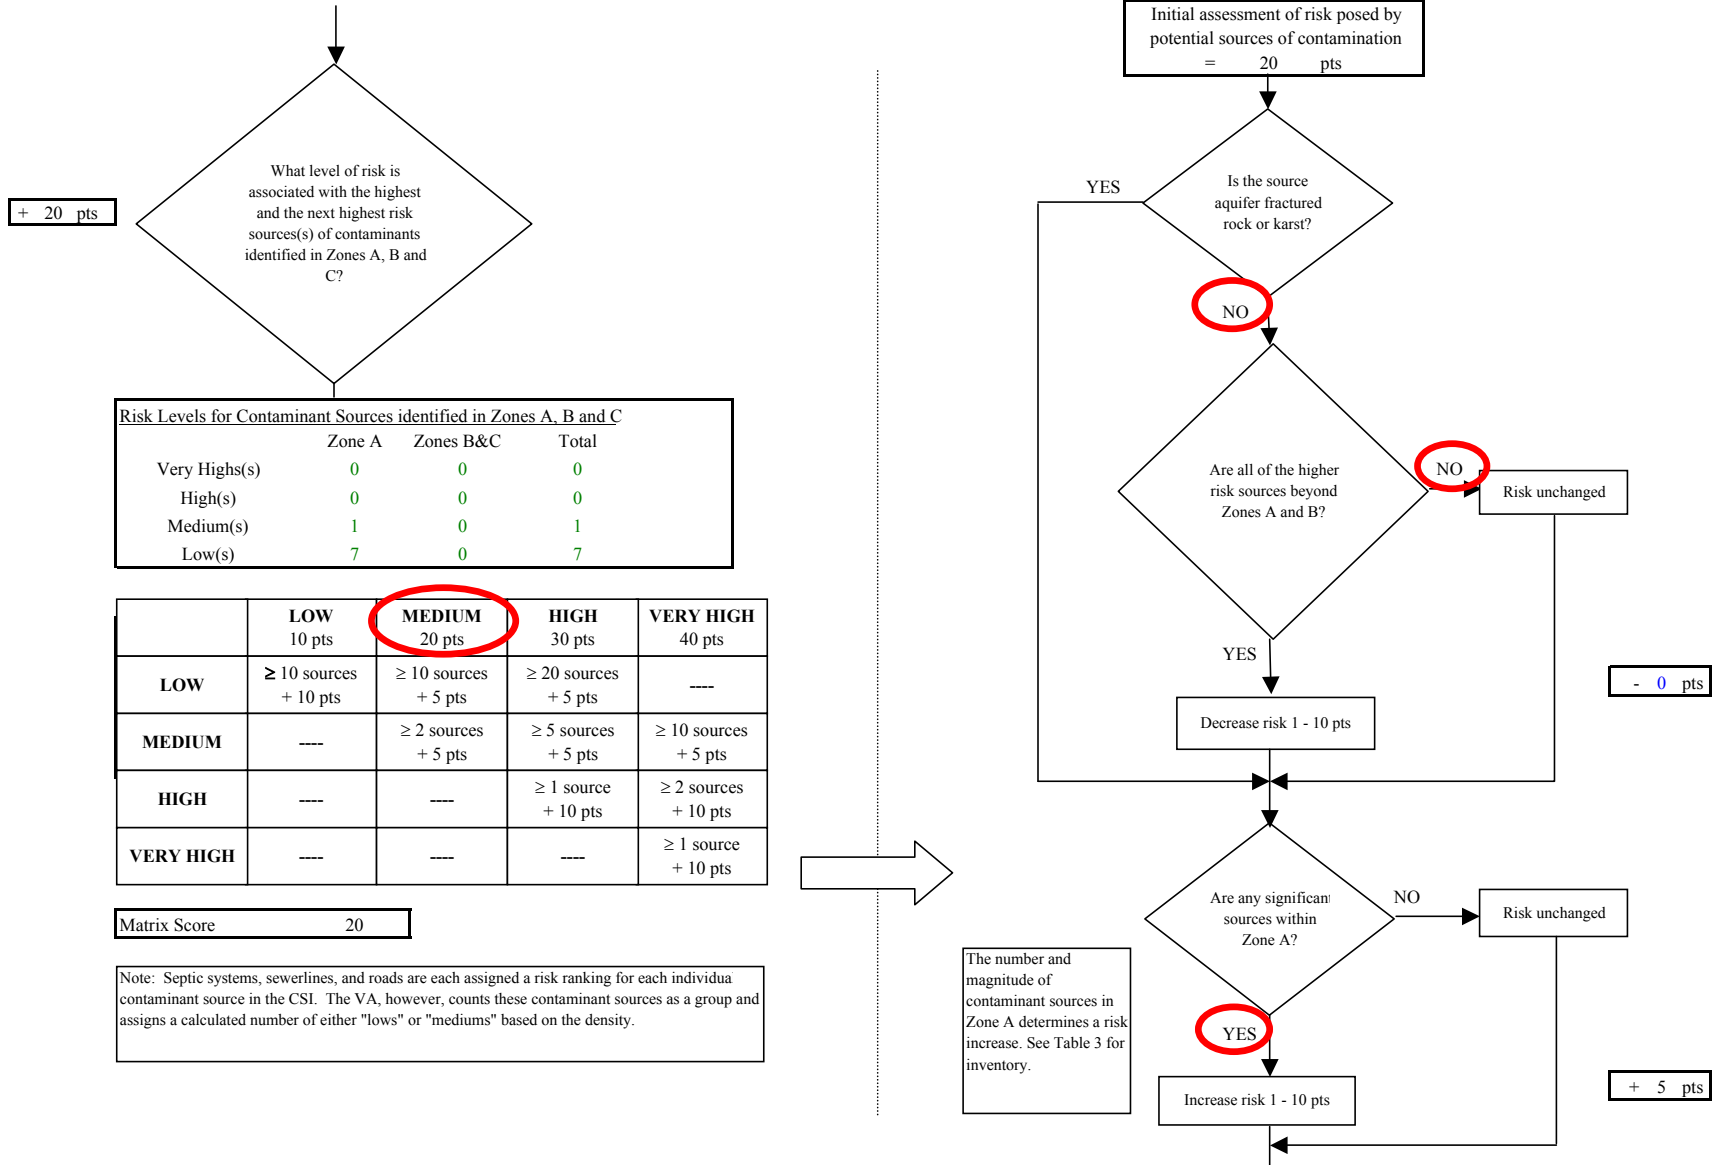 + 20 pts
What level of risk is
associated with the highest
and the next highest risk
sources(s) of contaminants
identified in Zones A, B and
C?
Risk Levels for Contaminant Sources identified in Zones A, B and C
Zone A Zones B&C Total
Very Highs(s) 0 0 0
High(s) 0 0 0
Medium(s) 1 0 1
Low(s) 7 0 7
LOW MEDIUM HIGH VERY HIGH
10 pts 20 pts 30 pts 40 pts
LOW ≥ 10 sources + 10 pts ≥ 10 sources + 5 pts ≥ 20 sources + 5 pts ----
MEDIUM ---- ≥ 2 sources + 5 pts ≥ 5 sources + 5 pts ≥ 10 sources + 5 pts
HIGH ---- ---- ≥ 1 source + 10 pts ≥ 2 sources + 10 pts
VERY HIGH ---- ---- ---- ≥ 1 source + 10 pts
Matrix Score 20
Note: Septic systems, sewerlines, and roads are each assigned a risk ranking for each individua
contaminant source in the CSI. The VA, however, counts these contaminant sources as a group and
assigns a calculated number of either "lows" or "mediums" based on the density.
Initial assessment of risk posed by
potential sources of contamination
= 20 pts
Is the source
aquifer fractured
rock or karst?
YES
NO
Are all of the higher
risk sources beyond
Zones A and B?
NO
Risk unchanged
YES
Decrease risk 1 - 10 pts
- 0 pts
Are any significant
sources within
Zone A?
NO
Risk unchanged
The number and
magnitude of
contaminant sources in
Zone A determines a risk
increase. See Table 3 for
inventory.
YES
Increase risk 1 - 10 pts
+ 5 pts